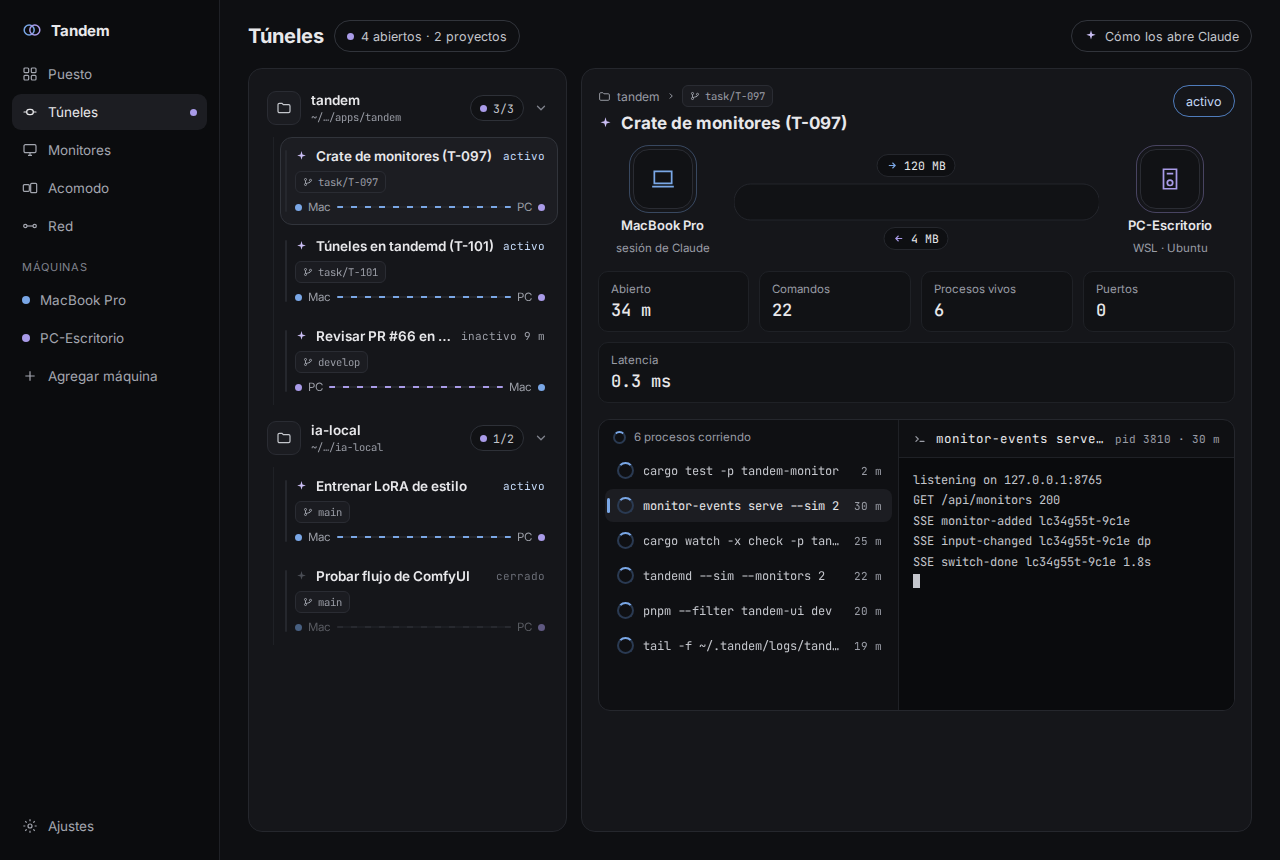 Tandem
Puesto
Túneles
Monitores
Acomodo
Red
MÁQUINAS
MacBook Pro
PC-Escritorio
Agregar máquina
Ajustes
Túneles
4 abiertos · 2 proyectos
Cómo los abre Claude
tandem
~/…/apps/tandem
3/3
Crate de monitores (T-097) activo
task/T-097
Mac PC
Túneles en tandemd (T-101) activo
task/T-101
Mac PC
Revisar PR #66 en … inactivo 9 m
develop
PC Mac
ia-local
~/…/ia-local
1/2
Entrenar LoRA de estilo activo
main
Mac PC
Probar flujo de ComfyUI cerrado
main
Mac PC
tandem › task/T-097
Crate de monitores (T-097)
activo
MacBook Pro
sesión de Claude
→ 120 MB
← 4 MB
PC-Escritorio
WSL · Ubuntu
Abierto
34 m
Comandos
22
Procesos vivos
6
Puertos
0
Latencia
0.3 ms
6 procesos corriendo
cargo test -p tandem-monitor 2 m
monitor-events serve --sim 2 30 m
cargo watch -x check -p tan… 25 m
tandemd --sim --monitors 2 22 m
pnpm --filter tandem-ui dev 20 m
tail -f ~/.tandem/logs/tand… 19 m
monitor-events serve… pid 3810 · 30 m
listening on 127.0.0.1:8765
GET /api/monitors 200
SSE monitor-added lc34g55t-9c1e
SSE input-changed lc34g55t-9c1e dp
SSE switch-done lc34g55t-9c1e 1.8s